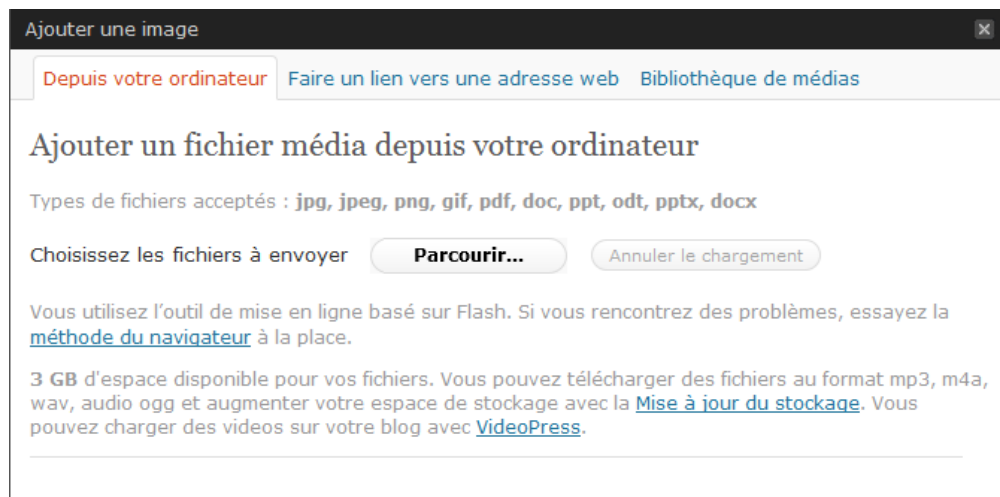 Ajouter une image
Depuis votre ordinateur Faire un lien vers une adresse web Bibliothèque de médias
Ajouter un fichier média depuis votre ordinateur
Types de fichiers acceptés : jpg, jpeg, png, gif, pdf, doc, ppt, odt, pptx, docx
Choisissez les fichiers à envoyer Parcourir... Annuler le chargement
Vous utilisez l’outil de mise en ligne basé sur Flash. Si vous rencontrez des problèmes, essayez la
méthode du navigateur à la place.
3 GB d'espace disponible pour vos fichiers. Vous pouvez télécharger des fichiers au format mp3, m4a,
wav, audio ogg et augmenter votre espace de stockage avec la Mise à jour du stockage. Vous
pouvez charger des videos sur votre blog avec VideoPress.